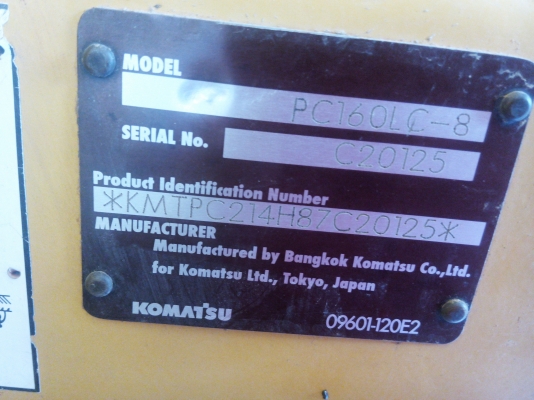 MODEL
PC160LC-8
SERIAL No.
C20125
Product Identification Number
*KMTPC214H87C20125*
MANUFACTURER
Manufactured by Bangkok Komatsu Co.,Ltd.
for Komatsu Ltd., Tokyo, Japan
KOMATSU
09601-120E2